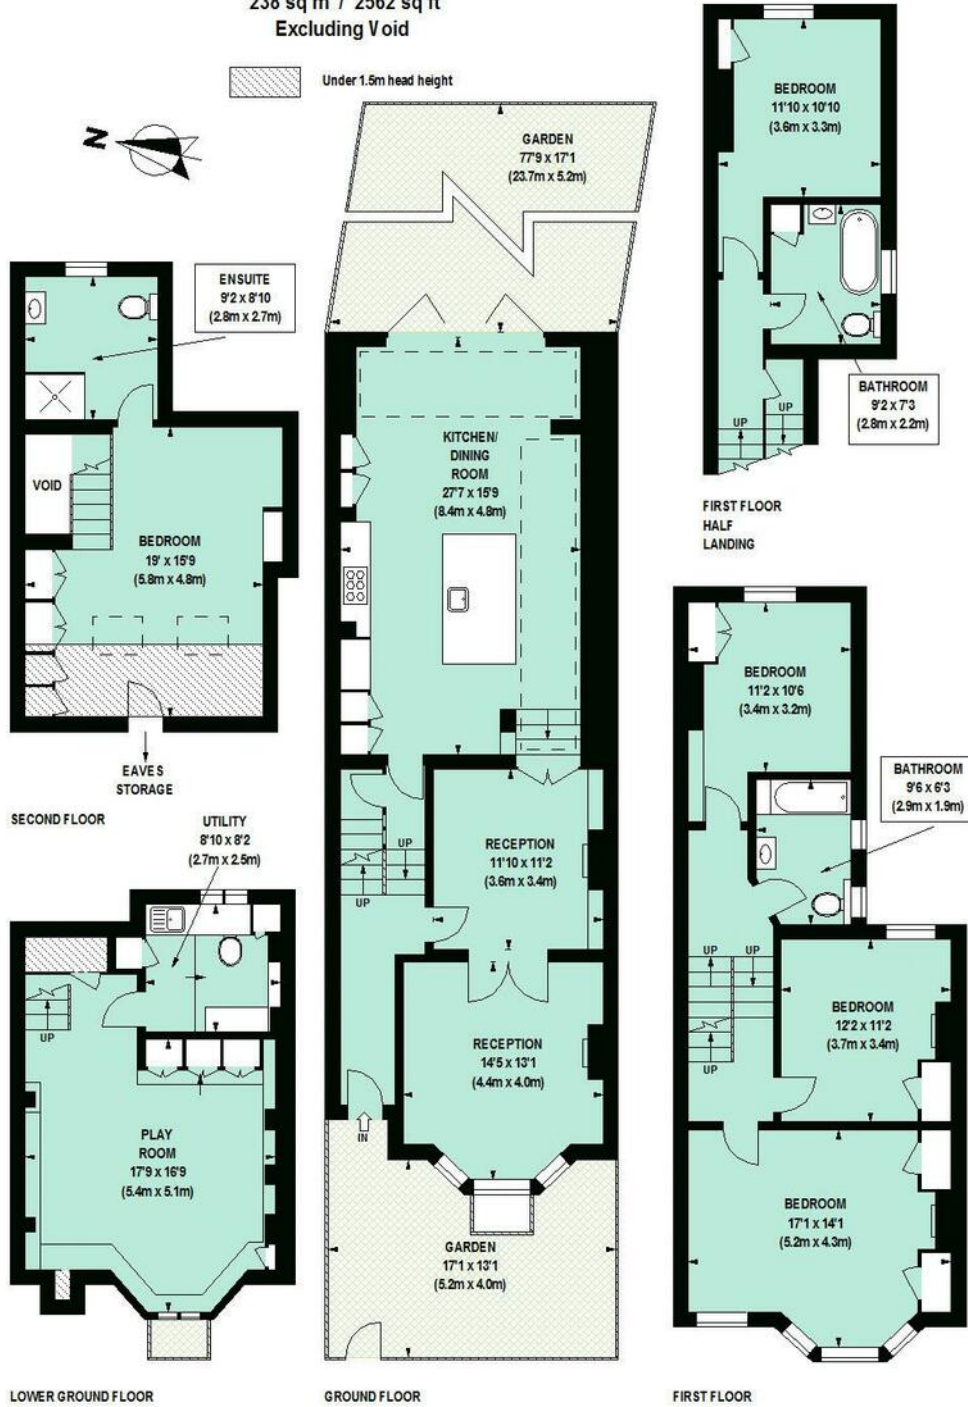 238 sq m / 2562 sq ft
Excluding Void
Under 1.5m head height
N
GARDEN
77'9 x 17'1
(23.7m x 5.2m)
BEDROOM
11'10 x 10'10
(3.6m x 3.3m)
BATHROOM
9'2 x 7'3
(2.8m x 2.2m)
UP
UP
FIRST FLOOR
HALF
LANDING
ENSUITE
9'2 x 8'10
(2.8m x 2.7m)
VOID
BEDROOM
19' x 15'9
(5.8m x 4.8m)
EAVES
STORAGE
SECOND FLOOR
KITCHEN/
DINING
ROOM
27'7 x 15'9
(8.4m x 4.8m)
UP
UP
RECEPTION
11'10 x 11'2
(3.6m x 3.4m)
RECEPTION
14'5 x 13'1
(4.4m x 4.0m)
IN
GARDEN
17'1 x 13'1
(5.2m x 4.0m)
GROUND FLOOR
UTILITY
8'10 x 8'2
(2.7m x 2.5m)
UP
PLAY
ROOM
17'9 x 16'9
(5.4m x 5.1m)
LOWER GROUND FLOOR
BEDROOM
11'2 x 10'6
(3.4m x 3.2m)
BATHROOM
9'6 x 6'3
(2.9m x 1.9m)
UP
UP
UP
BEDROOM
12'2 x 11'2
(3.7m x 3.4m)
BEDROOM
17'1 x 14'1
(5.2m x 4.3m)
FIRST FLOOR